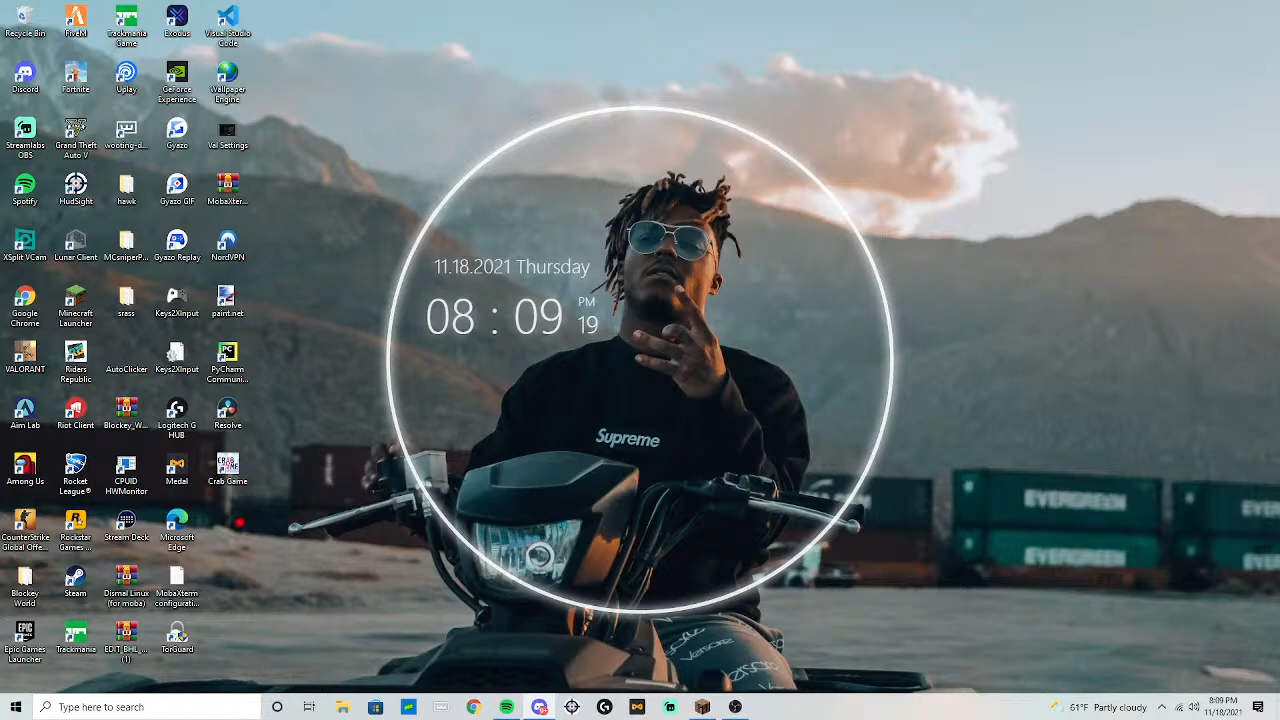 Recycle Bin
FiveM
Trackmania Game
Exodus
Visual Studio Code
Discord
Fortnite
Uplay
GeForce Experience
Wallpaper Engine
Streamlabs OBS
Grand Theft Auto V
wooting-d...
Gyazo
Val Settings
Spotify
HudSight
hawk
Gyazo GIF
MobaXter...
XSplit VCam
Lunar Client
MCsniperP...
Gyazo Replay
NordVPN
Google Chrome
Minecraft Launcher
srass
Keys2XInput
paint.net
VALORANT
Riders Republic
AutoClicker
Keys2XInput
PyCharm Communi...
Aim Lab
Riot Client
Blockey_W...
Logitech G HUB
Resolve
Among Us
Rocket League®
CPUID HWMonitor
Medal
Crab Game
CounterStrike Global Offe...
Rockstar Games ...
Stream Deck
Microsoft Edge
Blockey World
Steam
Dismal Linux (for moba)
MobaXterm configurati...
Epic Games Launcher
Trackmania
EDIT_BHL_... (1)
TorGuard
11.18.2021 Thursday
08 : 09 PM 19
Supreme
EVERGREEN
EVERGREEN
Type here to search
61°F Partly cloudy
8:09 PM
11/18/2021